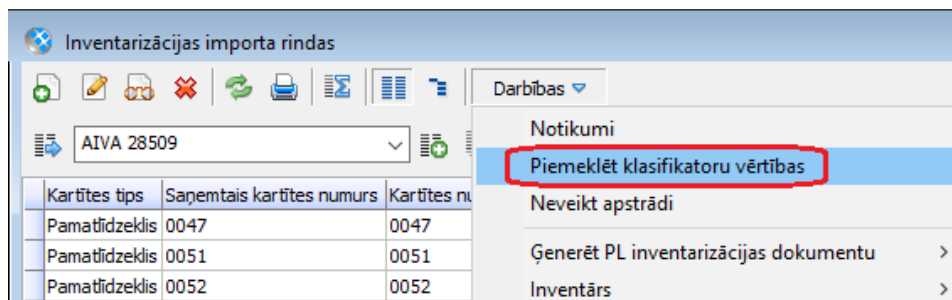 Inventarizācijas importa rindas
Darbības
AIVA 28509
Notikumi
Piemeklēt klasifikatoru vērtības
Neveikt apstrādi
Ģenerēt PL inventarizācijas dokumentu
Inventārs
Kartītes tips Saņemtais kartītes numurs Kartītes
Pamatlīdzeklis 0047 0047
Pamatlīdzeklis 0051 0051
Pamatlīdzeklis 0052 0052